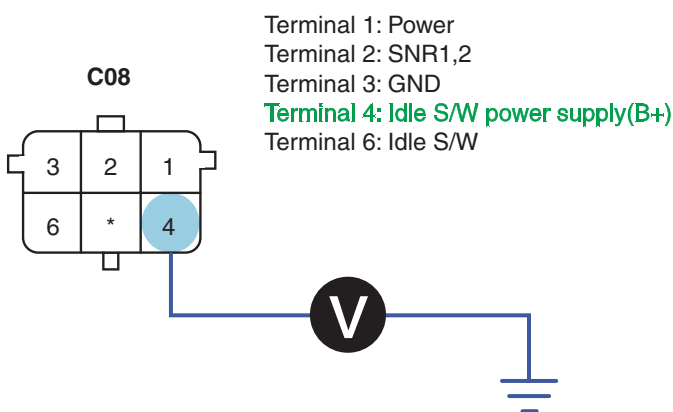 Terminal 1: Power
Terminal 2: SNR1,2
Terminal 3: GND
Terminal 4: Idle S/W power supply(B+)
Terminal 6: Idle S/W
C08
3 2 1
6 * 4
V